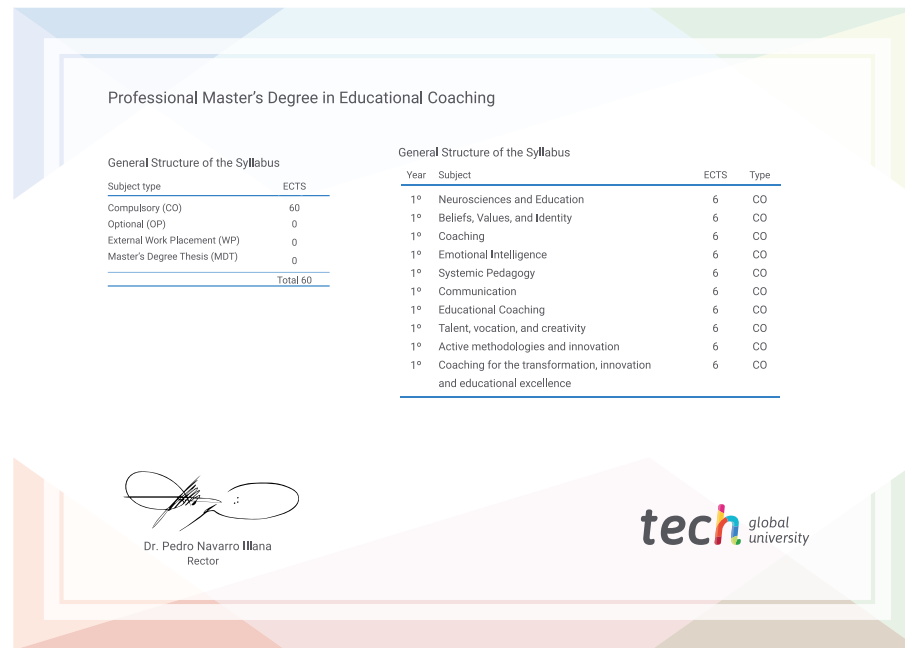 Professional Master's Degree in Educational Coaching
General Structure of the Syllabus
Subject type ECTS
Compulsory (CO) 60
Optional (OP) 0
External Work Placement (WP) 0
Master's Degree Thesis (MDT) 0
Total 60
General Structure of the Syllabus
Year Subject ECTS Type
1º Neurosciences and Education 6 CO
1º Beliefs, Values, and Identity 6 CO
1º Coaching 6 CO
1º Emotional Intelligence 6 CO
1º Systemic Pedagogy 6 CO
1º Communication 6 CO
1º Educational Coaching 6 CO
1º Talent, vocation, and creativity 6 CO
1º Active methodologies and innovation 6 CO
1º Coaching for the transformation, innovation 6 CO
and educational excellence
Dr. Pedro Navarro Illana
Rector
tech global
university